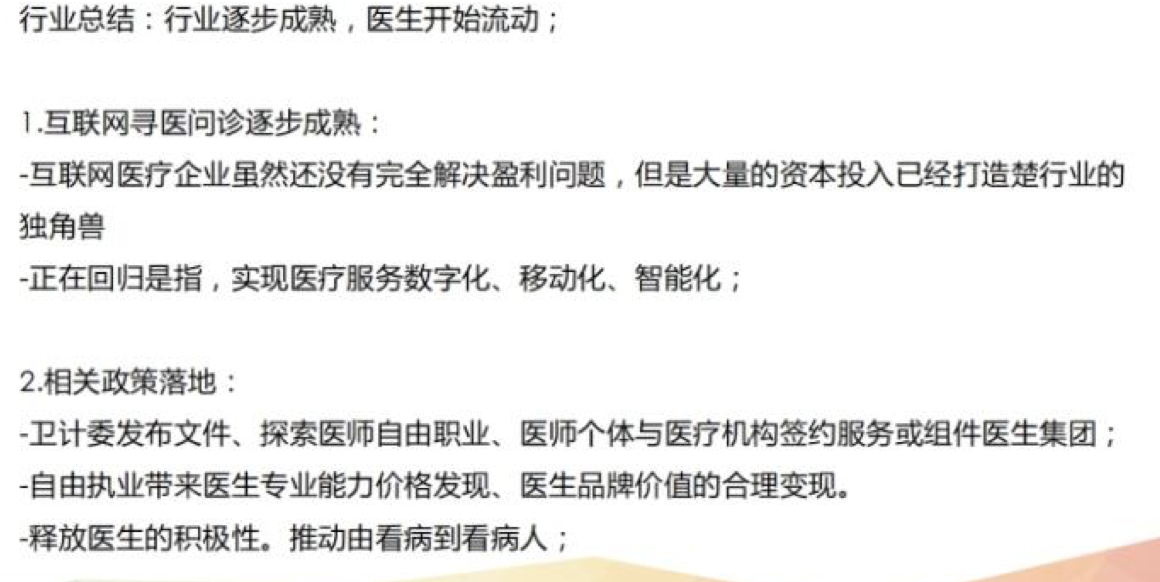 行业总结：行业逐步成熟，医生开始流动；
1.互联网寻医问诊逐步成熟：
-互联网医疗企业虽然还没有完全解决盈利问题，但是大量的资本投入已经打造楚行业的
独角兽
-正在回归是指，实现医疗服务数字化、移动化、智能化；
2.相关政策落地：
-卫计委发布文件、探索医师自由职业、医师个体与医疗机构签约服务或组件医生集团；
-自由执业带来医生专业能力价格发现、医生品牌价值的合理变现。
-释放医生的积极性。推动由看病到看病人；